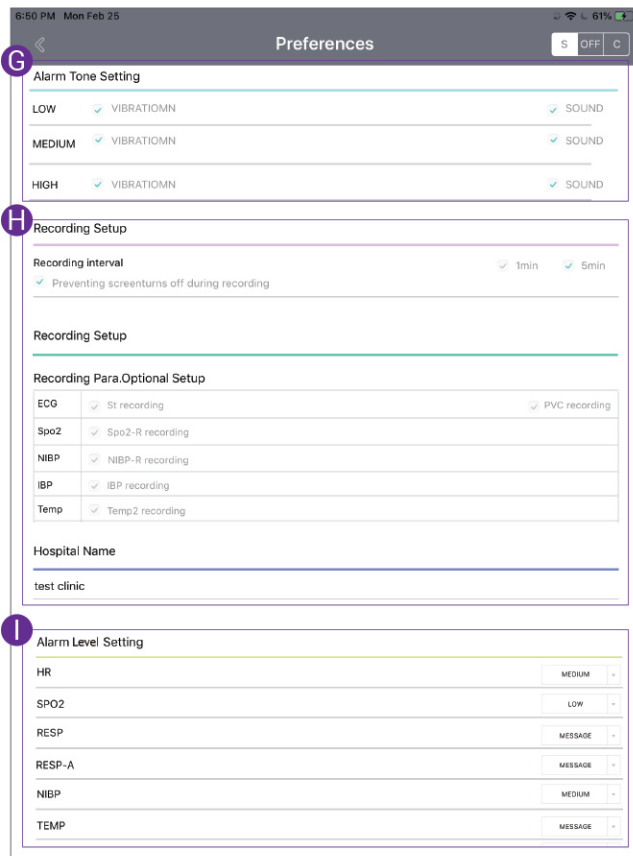 6:50 PM Mon Feb 25 61%
Preferences S OFF C
G
Alarm Tone Setting
LOW VIBRATIOMN SOUND
MEDIUM VIBRATIOMN SOUND
HIGH VIBRATIOMN SOUND
H
Recording Setup
Recording interval 1min 5min
Preventing screenturns off during recording
Recording Setup
Recording Para.Optional Setup
ECG St recording PVC recording
Spo2 Spo2-R recording
NIBP NIBP-R recording
IBP IBP recording
Temp Temp2 recording
Hospital Name
test clinic
I
Alarm Level Setting
HR MEDIUM
SPO2 LOW
RESP MESSAGE
RESP-A MESSAGE
NIBP MEDIUM
TEMP MESSAGE